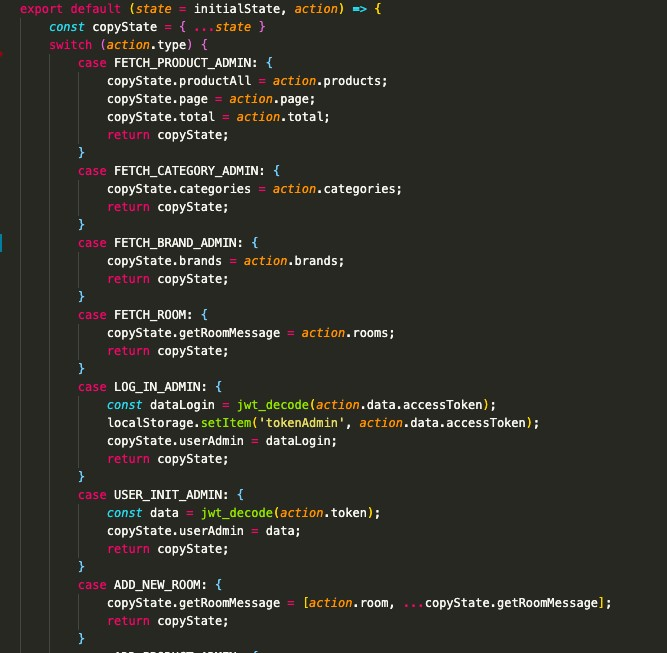 export default (state = initialState, action) => {
const copyState = { ...state }
switch (action.type) {
case FETCH_PRODUCT_ADMIN: {
copyState.productAll = action.products;
copyState.page = action.page;
copyState.total = action.total;
return copyState;
}
case FETCH_CATEGORY_ADMIN: {
copyState.categories = action.categories;
return copyState;
}
case FETCH_BRAND_ADMIN: {
copyState.brands = action.brands;
return copyState;
}
case FETCH_ROOM: {
copyState.getRoomMessage = action.rooms;
return copyState;
}
case LOG_IN_ADMIN: {
const dataLogin = jwt_decode(action.data.accessToken);
localStorage.setItem('tokenAdmin', action.data.accessToken);
copyState.userAdmin = dataLogin;
return copyState;
}
case USER_INIT_ADMIN: {
const data = jwt_decode(action.token);
copyState.userAdmin = data;
return copyState;
}
case ADD_NEW_ROOM: {
copyState.getRoomMessage = [action.room, ...copyState.getRoomMessage];
return copyState;
}